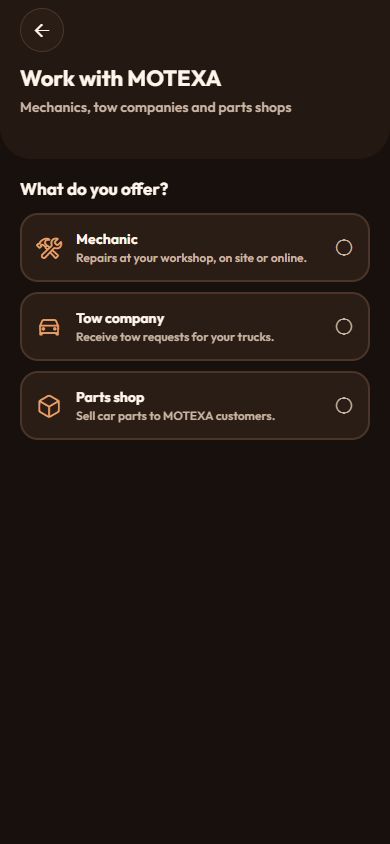 Work with MOTEXA
Mechanics, tow companies and parts shops
What do you offer?
Mechanic
Repairs at your workshop, on site or online.
Tow company
Receive tow requests for your trucks.
Parts shop
Sell car parts to MOTEXA customers.